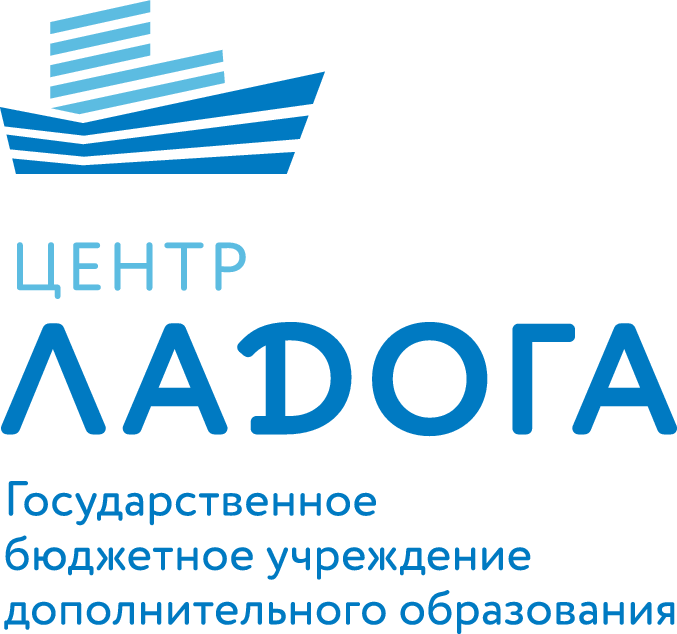 ЦЕНТР
ЛАДОГА
Государственное
бюджетное учреждение
дополнительного образования